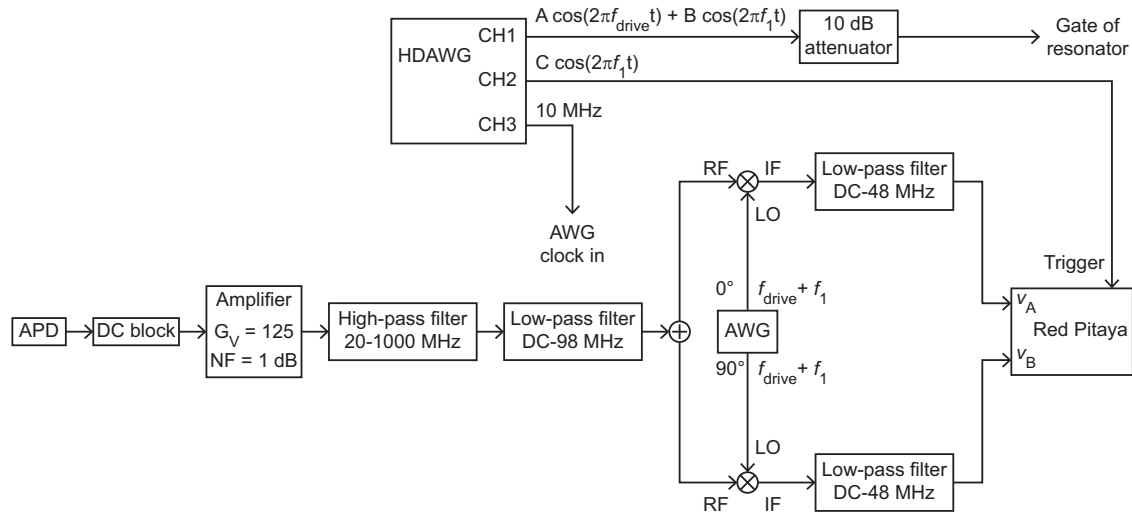 HDAWG
CH1
CH2
CH3
A cos(2πf_drive t) + B cos(2πf_1 t)
C cos(2πf_1 t)
10 MHz
10 dB
attenuator
Gate of
resonator
AWG
clock in
RF
IF
LO
Low-pass filter
DC-48 MHz
Trigger
0°
f_drive + f_1
AWG
90°
f_drive + f_1
v_A
Red Pitaya
v_B
APD
DC block
Amplifier
G_V = 125
NF = 1 dB
High-pass filter
20-1000 MHz
Low-pass filter
DC-98 MHz
LO
RF
IF
Low-pass filter
DC-48 MHz